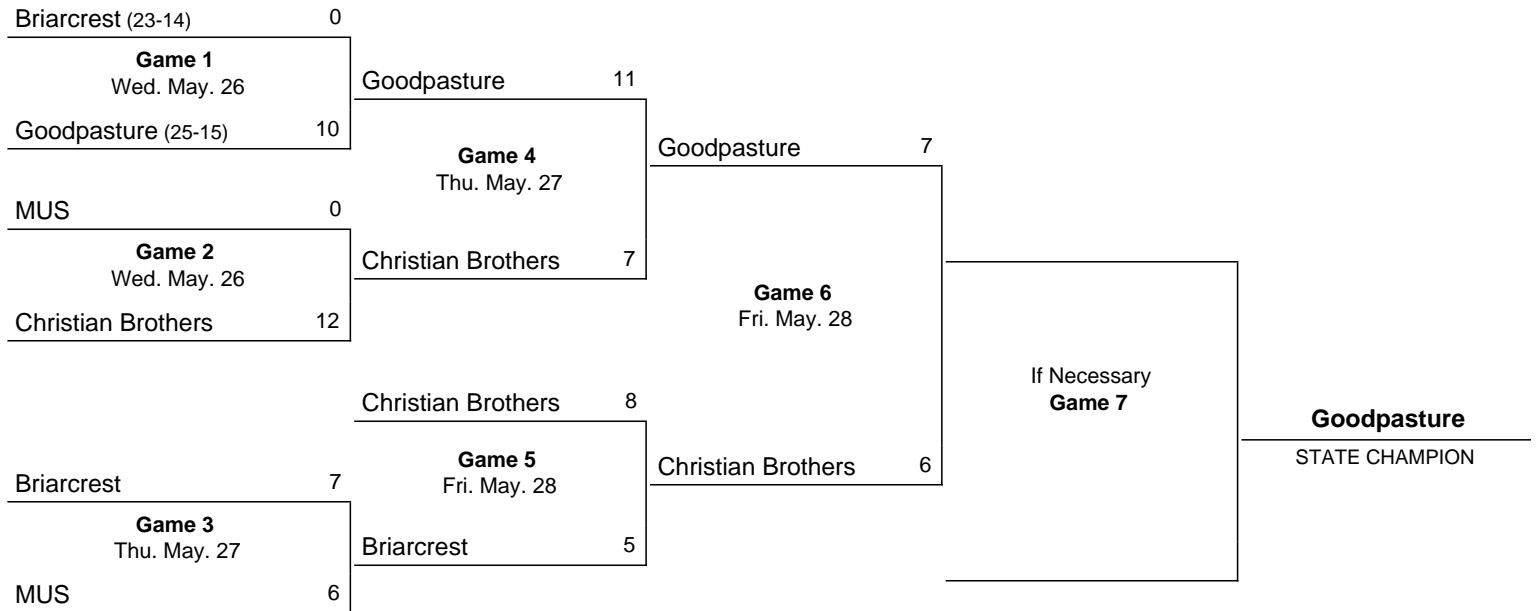 Briarcrest (23-14) 0
Game 1
Wed. May. 26
Goodpasture (25-15) 10
MUS 0
Game 2
Wed. May. 26
Christian Brothers 12
Briarcrest 7
Game 3
Thu. May. 27
MUS 6
Goodpasture 11
Game 4
Thu. May. 27
Christian Brothers 7
Christian Brothers 8
Game 5
Fri. May. 28
Briarcrest 5
Goodpasture 7
Game 6
Fri. May. 28
Christian Brothers 6
If Necessary
Game 7
Goodpasture
STATE CHAMPION